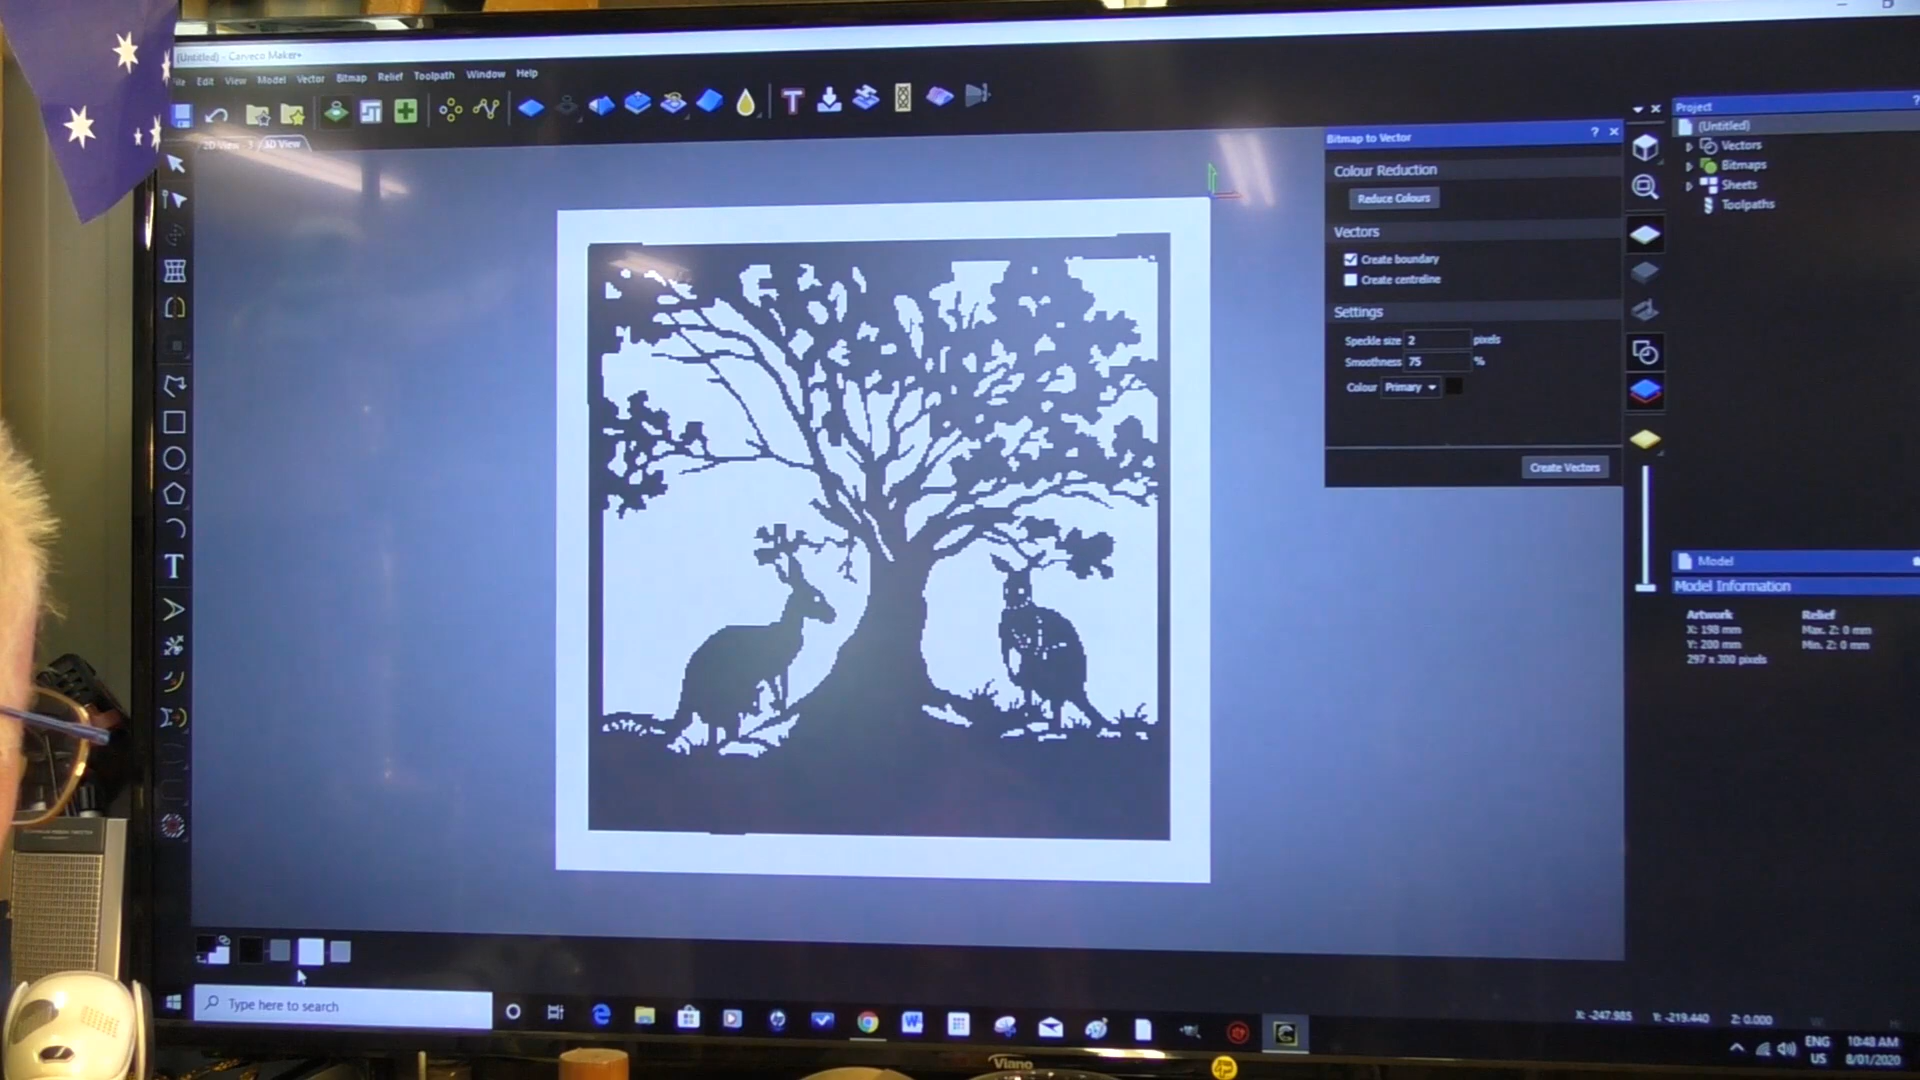 (Untitled) - Carveco Maker+
File Edit View Model Vector Bitmap Relief Toolpath Window Help
2D View - 3 3D View
Bitmap to Vector ?
Colour Reduction
Reduce Colours
Vectors
Create boundary
Create centreline
Settings
Speckle size 2 pixels
Smoothness 75 %
Colour Primary
Create Vectors
Project ?
(Untitled)
Vectors
Bitmaps
Sheets
Toolpaths
Model
Model Information
Artwork Relief
X: 198 mm Max. Z: 0 mm
Y: 200 mm Min. Z: 0 mm
297 x 300 pixels
Type here to search
X: -247.985 Y: -219.440 Z: 0.000
ENG 10:48 AM
US 8/01/2020
Viano